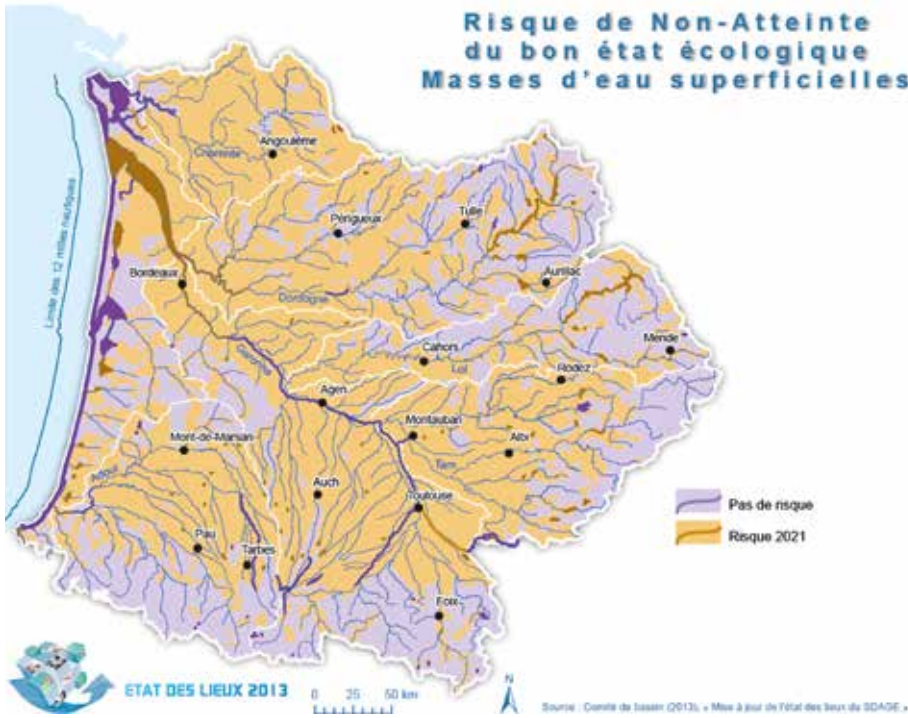 Risque de Non-Atteinte
du bon état écologique
Masses d'eau superficielles
Limite des 12 milles nautiques
Charente
Angoulême
Périgueux
Tulle
Bordeaux
Aurillac
Dordogne
Cahors
Mende
Lot
Garonne
Rodez
Agen
Montauban
Mont-de-Marsan
Albi
Tarn
Adour
Auch
Toulouse
Pas de risque
Pau
Risque 2021
Tarbes
Foix
ETAT DES LIEUX 2013
0 25 50 km
N
Source : Comité de bassin (2013), « Mise à jour de l'état des lieux du SDAGE »